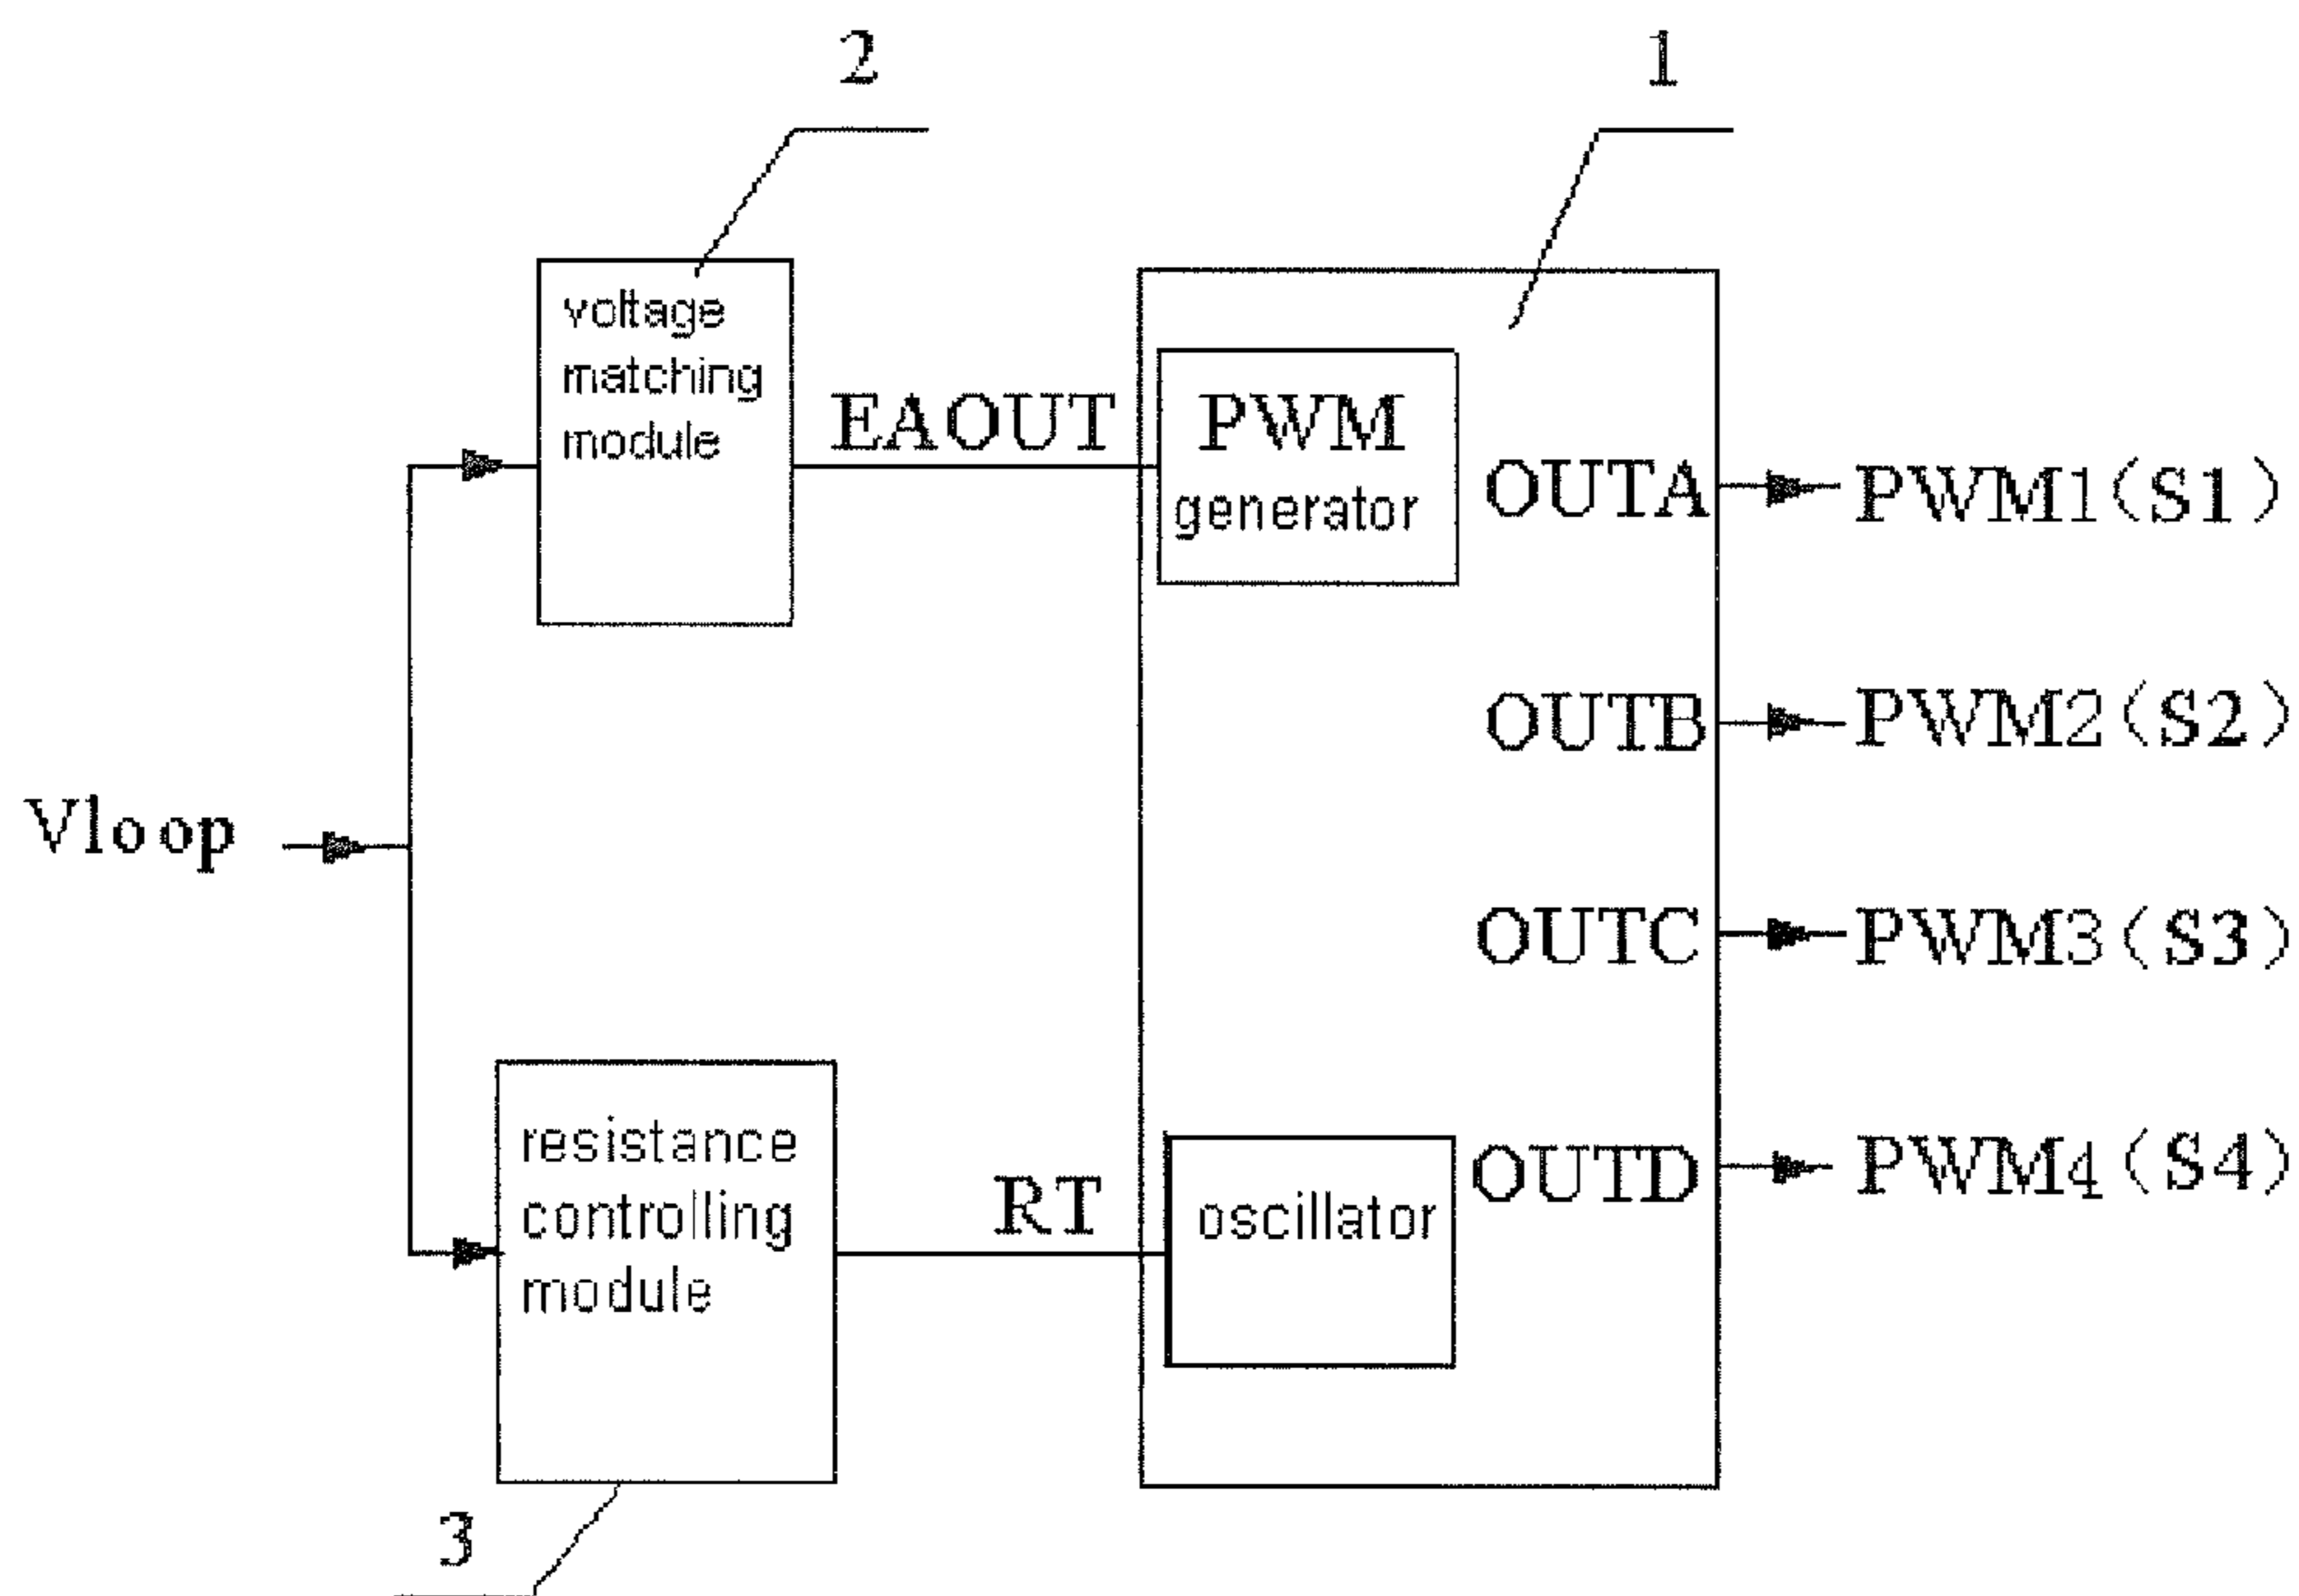 2
1
voltage
matching
module
EAOUT
PWM
generator
OUTA
PWM1(S1)
OUTB
PWM2(S2)
Vloop
OUTC
PWM3(S3)
resistance
controlling
module
RT
oscillator
OUTD
PWM4(S4)
3